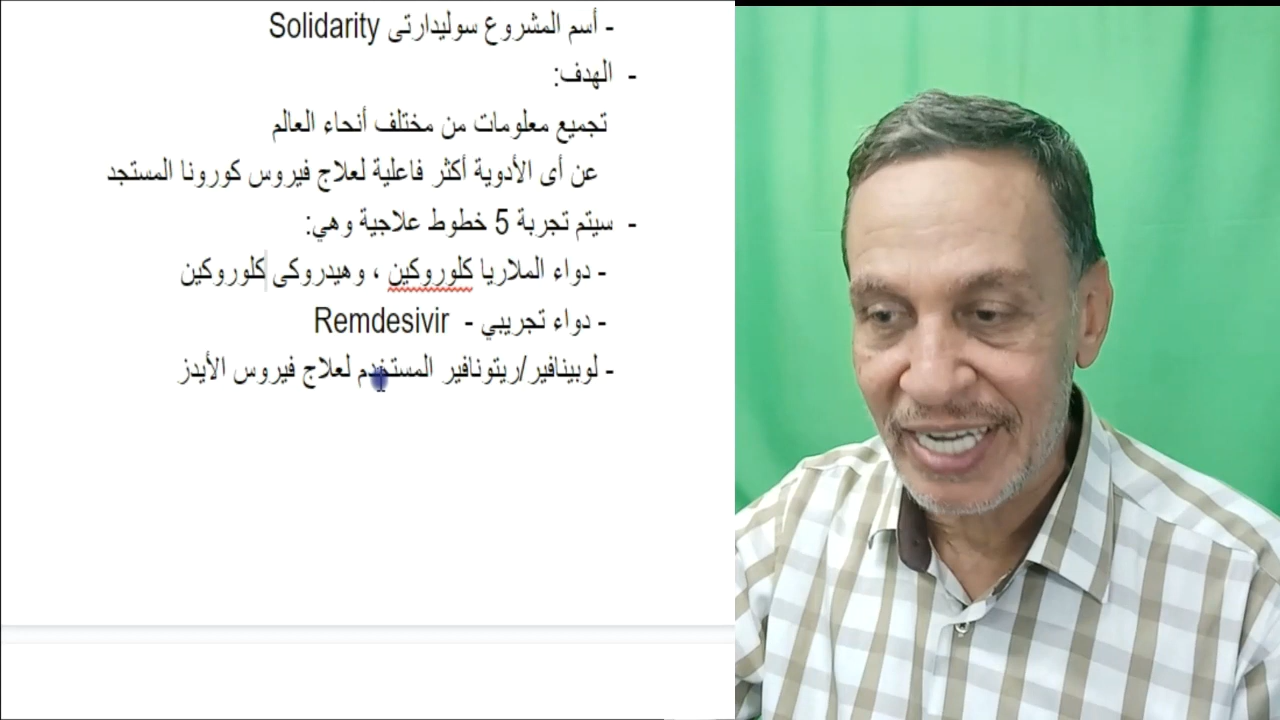 - أسم المشروع سوليدارتى Solidarity
- الهدف:
تجميع معلومات من مختلف أنحاء العالم
عن أى الأدوية أكثر فاعلية لعلاج فيروس كورونا المستجد
- سيتم تجربة 5 خطوط علاجية وهي:
- دواء الملاريا كلوروكين ، وهيدروكى كلوروكين
- دواء تجريبي - Remdesivir
- لوبينافير/ريتونافير المستخدم لعلاج فيروس الأيدز